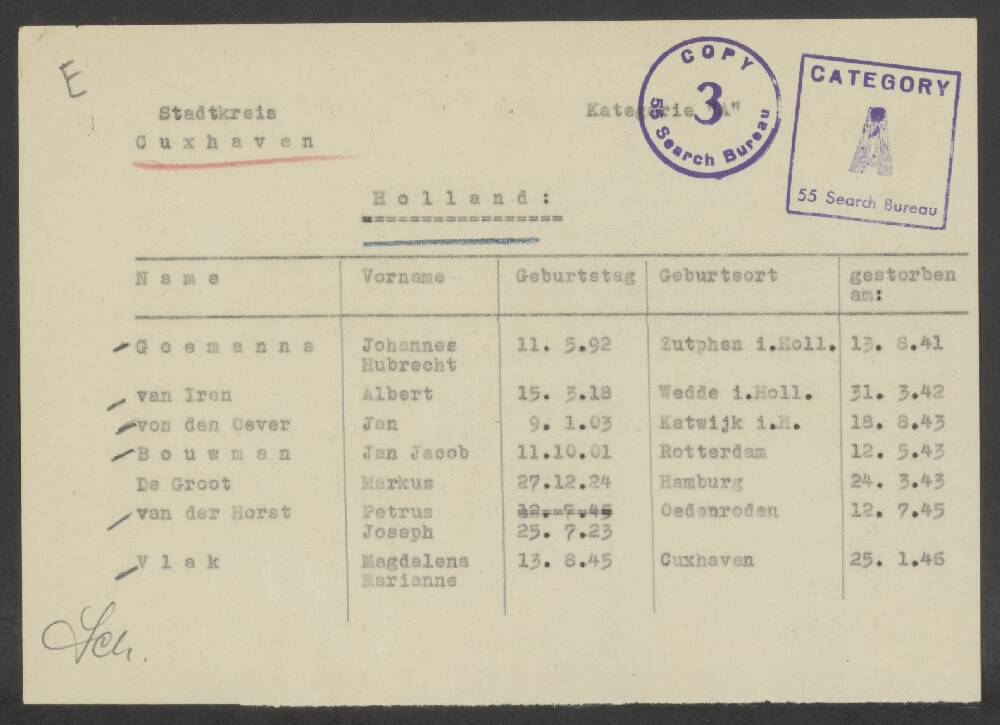 E
COPY
3
55 Search Bureau
CATEGORY
A
55 Search Bureau
Stadtkreis Kategorie "A"
Cuxhaven
Holland:
Name Vorname Geburtstag Geburtsort gestorben
am:
Goemanns Johannes 11. 5.92 Zutphen i.Holl. 13. 8.41
Hubrecht
van Iren Albert 15. 3.18 Wedde i.Holl. 31. 3.42
von den Oever Jan 9. 1.03 Katwijk i.H. 18. 8.43
Bouwman Jan Jacob 11.10.01 Rotterdam 12. 5.43
De Groot Markus 27.12.24 Hamburg 24. 3.43
van der Horst Petrus 12. 7.45 Oedenroden 12. 7.45
Joseph 25. 7.23
Vlak Magdalena 13. 8.45 Cuxhaven 25. 1.46
Marianne
Sch.